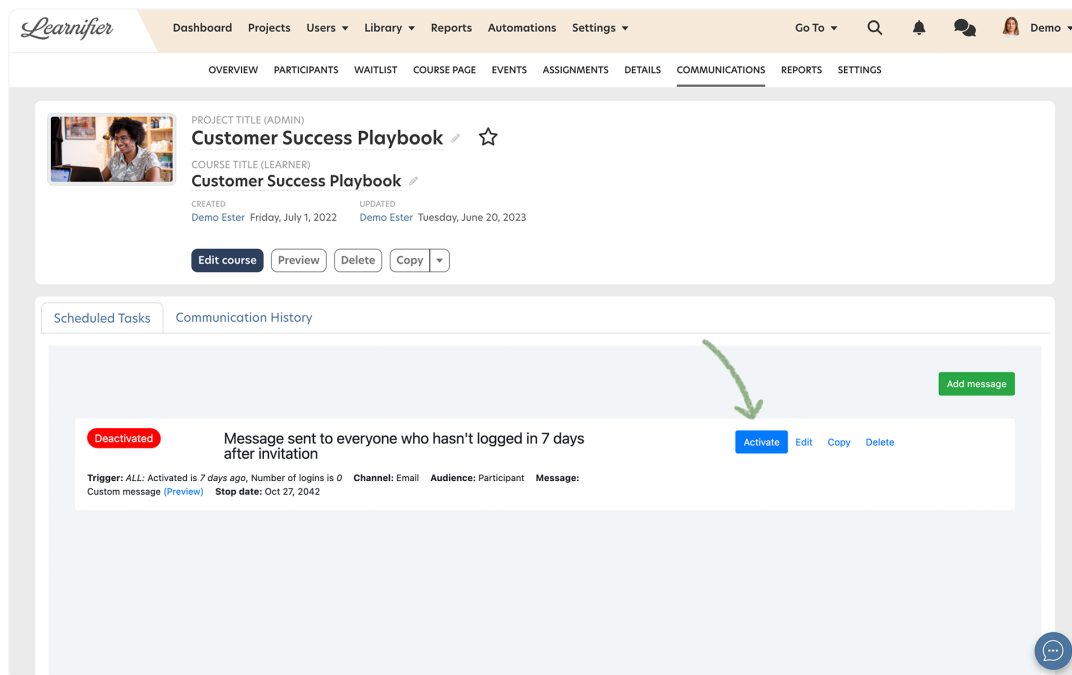 Learnifier Dashboard Projects Users Library Reports Automations Settings Go To Demo
OVERVIEW PARTICIPANTS WAITLIST COURSE PAGE EVENTS ASSIGNMENTS DETAILS COMMUNICATIONS REPORTS SETTINGS
PROJECT TITLE (ADMIN)
Customer Success Playbook
COURSE TITLE (LEARNER)
Customer Success Playbook
CREATED UPDATED
Demo Ester Friday, July 1, 2022 Demo Ester Tuesday, June 20, 2023
Edit course Preview Delete Copy
Scheduled Tasks Communication History
Add message
Deactivated Message sent to everyone who hasn't logged in 7 days
after invitation
Activate Edit Copy Delete
Trigger: ALL: Activated is 7 days ago, Number of logins is 0 Channel: Email Audience: Participant Message:
Custom message (Preview) Stop date: Oct 27, 2042